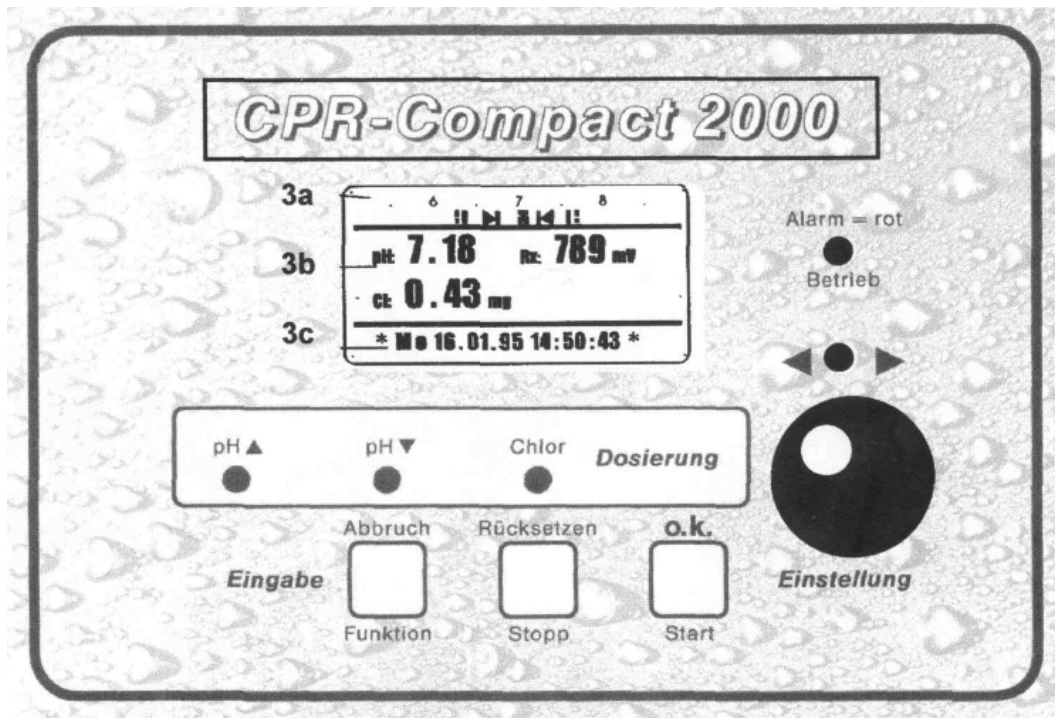 CPR-Compact 2000
3a
6 7 8
3b
pH: 7.18 Rx: 789 mV
Cl: 0.43 mg
3c
* Mo 16.01.95 14:50:43 *
Alarm = rot
Betrieb
◀ ▶
pH ▲ pH ▼ Chlor Dosierung
Abbruch Rücksetzen o.k.
Eingabe Einstellung
Funktion Stopp Start